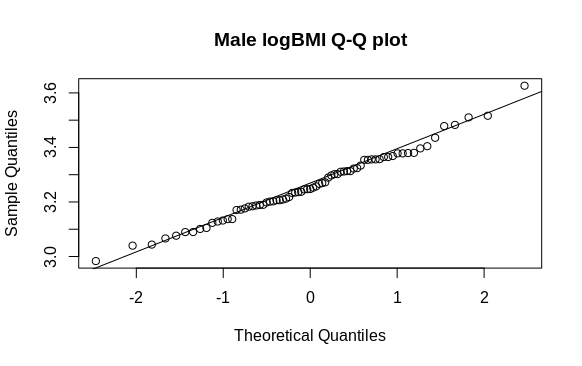 Male logBMI Q-Q plot
Sample Quantiles
3.6
3.4
3.2
3.0
-2 -1 0 1 2
Theoretical Quantiles